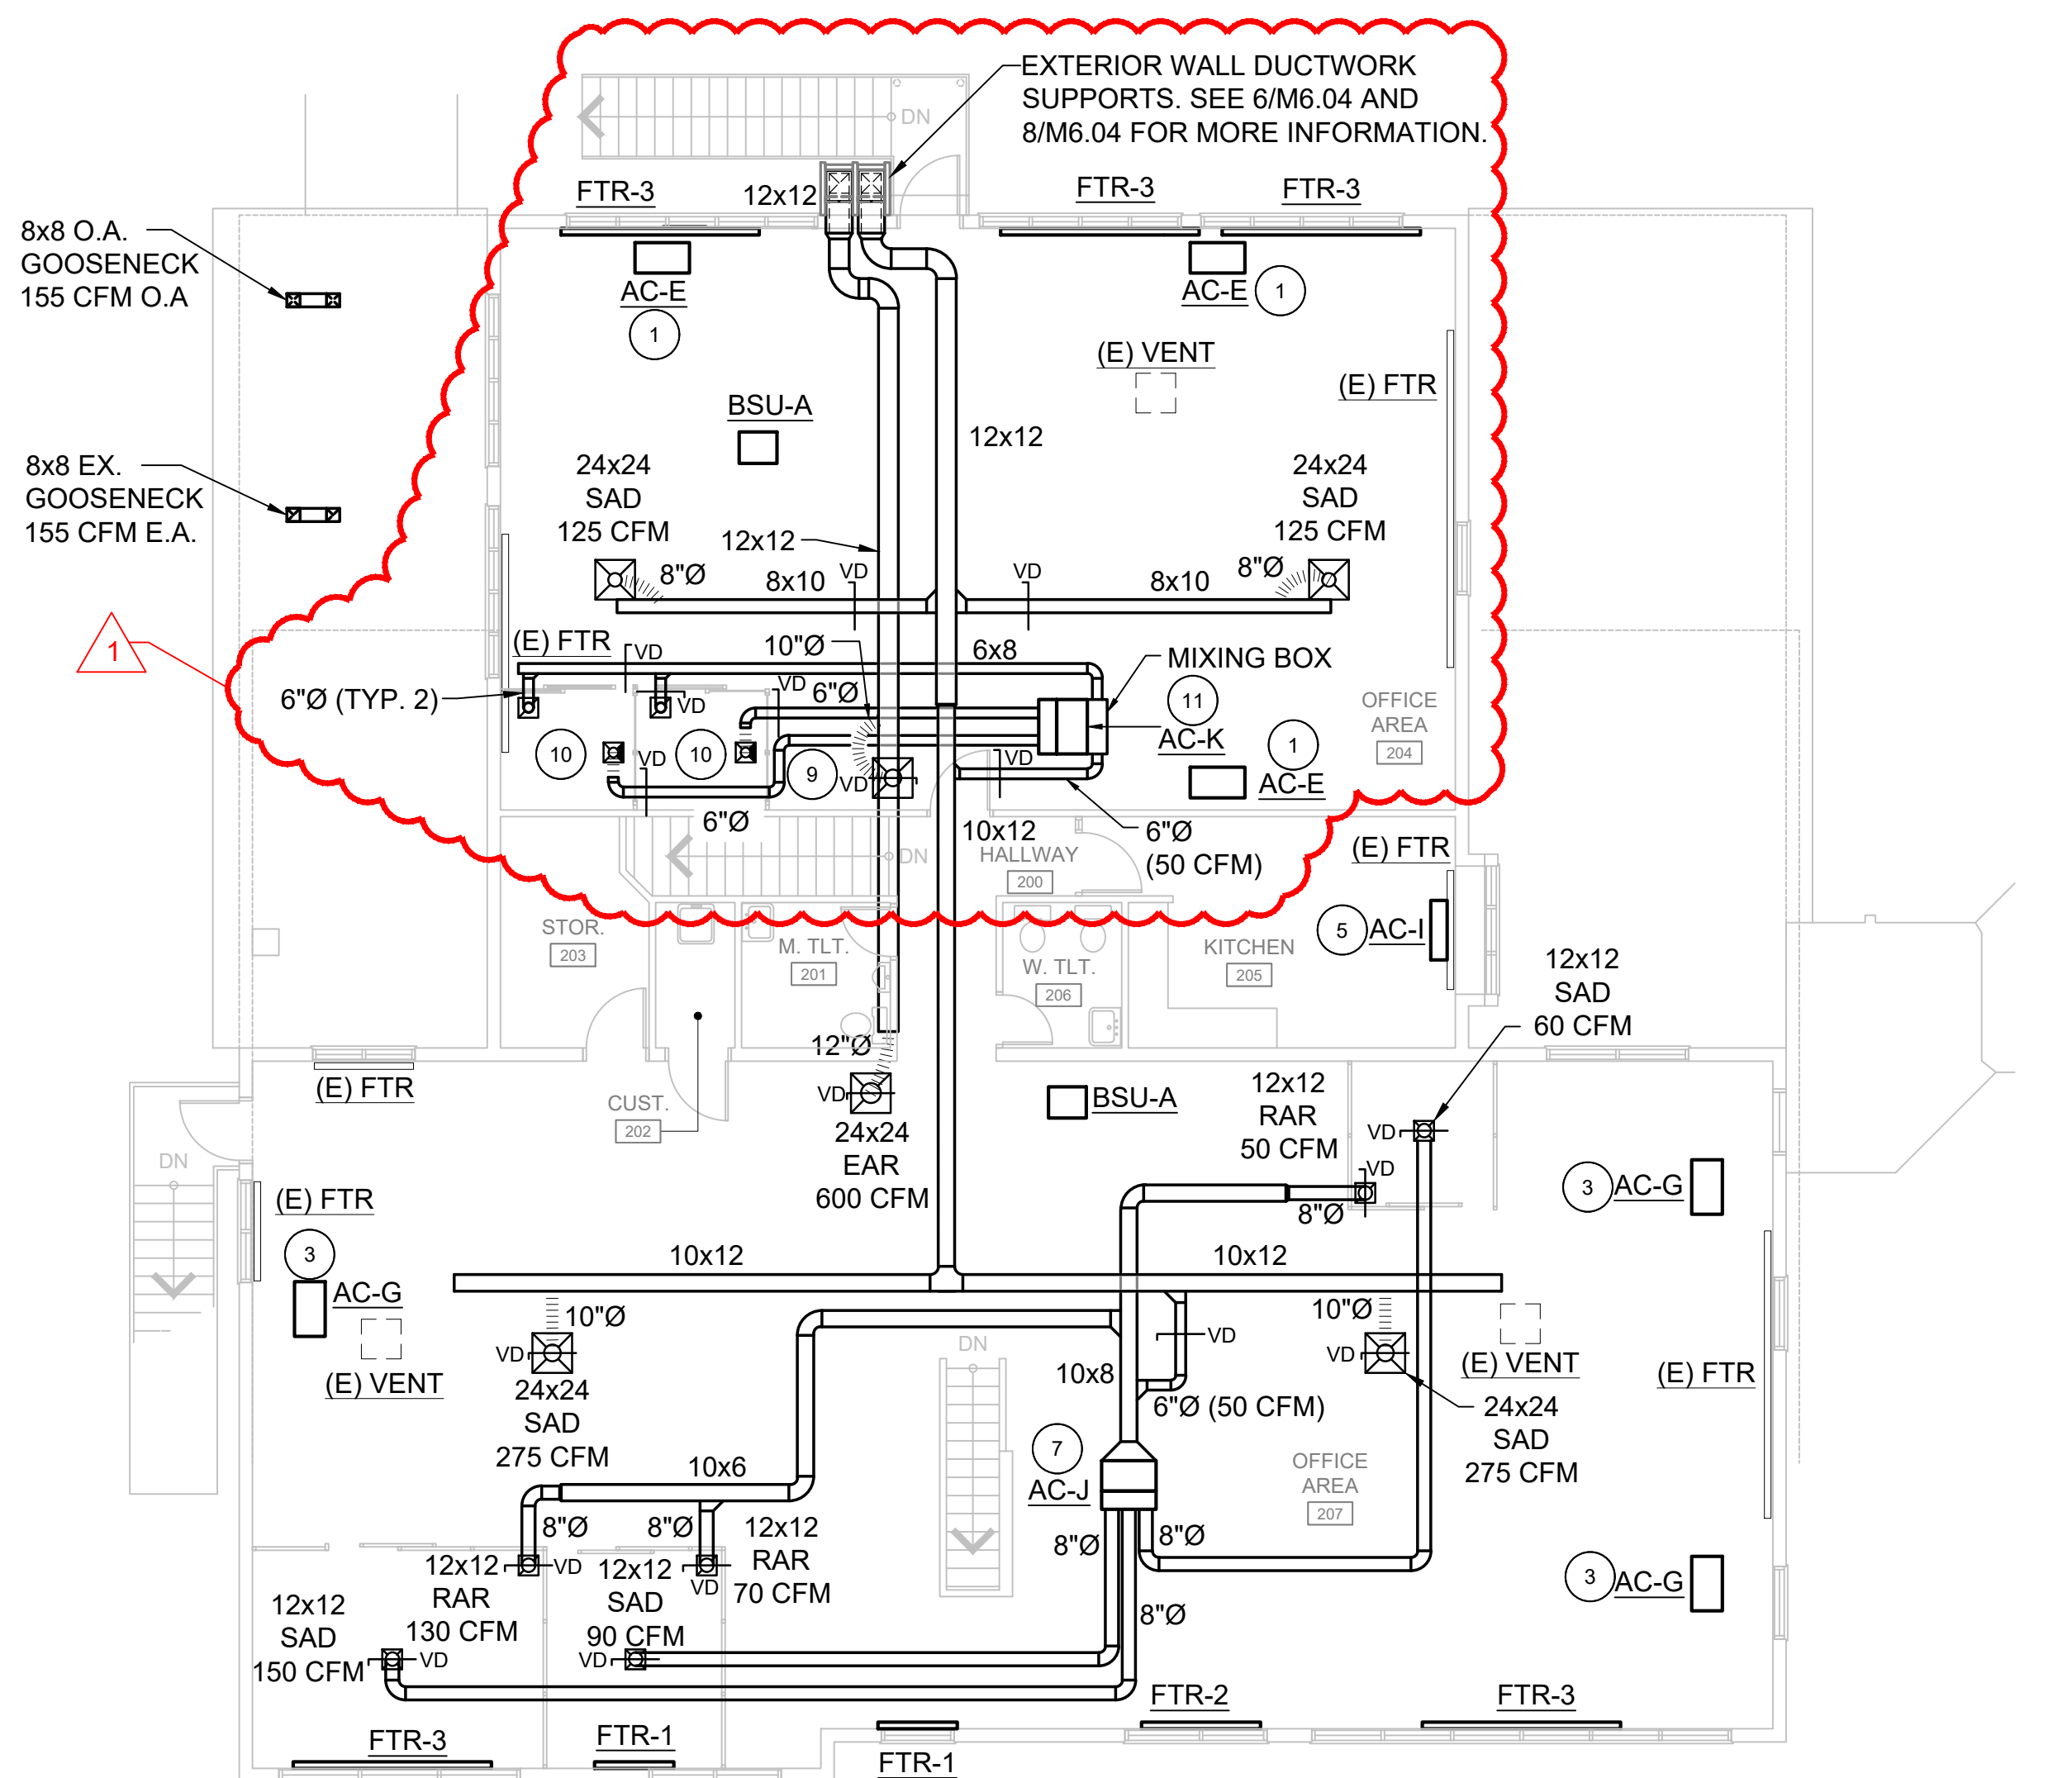 EXTERIOR WALL DUCTWORK
SUPPORTS. SEE 6/M6.04 AND
8/M6.04 FOR MORE INFORMATION.
DN
FTR-3
12x12
FTR-3
FTR-3
8x8 O.A.
GOOSENECK
155 CFM O.A
AC-E
1
AC-E
1
(E) VENT
(E) FTR
BSU-A
12x12
8x8 EX.
GOOSENECK
155 CFM E.A.
24x24
SAD
125 CFM
24x24
SAD
125 CFM
12x12
8"Ø
8x10
VD
VD
8x10
8"Ø
1
(E) FTR
VD
10"Ø
6x8
MIXING BOX
11
6"Ø (TYP. 2)
VD
VD
6"Ø
AC-K
OFFICE
AREA
204
10
VD
10
9
VD
VD
1
AC-E
6"Ø
10x12
6"Ø
(50 CFM)
DN
HALLWAY
200
(E) FTR
STOR.
203
M. TLT.
201
W. TLT.
206
KITCHEN
205
5
AC-I
12x12
SAD
60 CFM
12"Ø
(E) FTR
CUST.
202
VD
24x24
EAR
600 CFM
BSU-A
12x12
RAR
50 CFM
VD
VD
8"Ø
3
AC-G
DN
(E) FTR
3
AC-G
10x12
10x12
(E) VENT
10"Ø
VD
24x24
SAD
275 CFM
DN
10x8
VD
6"Ø (50 CFM)
10"Ø
VD
(E) VENT
24x24
SAD
275 CFM
(E) FTR
7
AC-J
OFFICE
AREA
207
10x6
8"Ø
8"Ø
12x12
RAR
70 CFM
8"Ø
8"Ø
12x12
RAR
130 CFM
VD
12x12
SAD
90 CFM
VD
3
AC-G
12x12
SAD
150 CFM
VD
VD
8"Ø
FTR-2
FTR-3
FTR-3
FTR-1
FTR-1